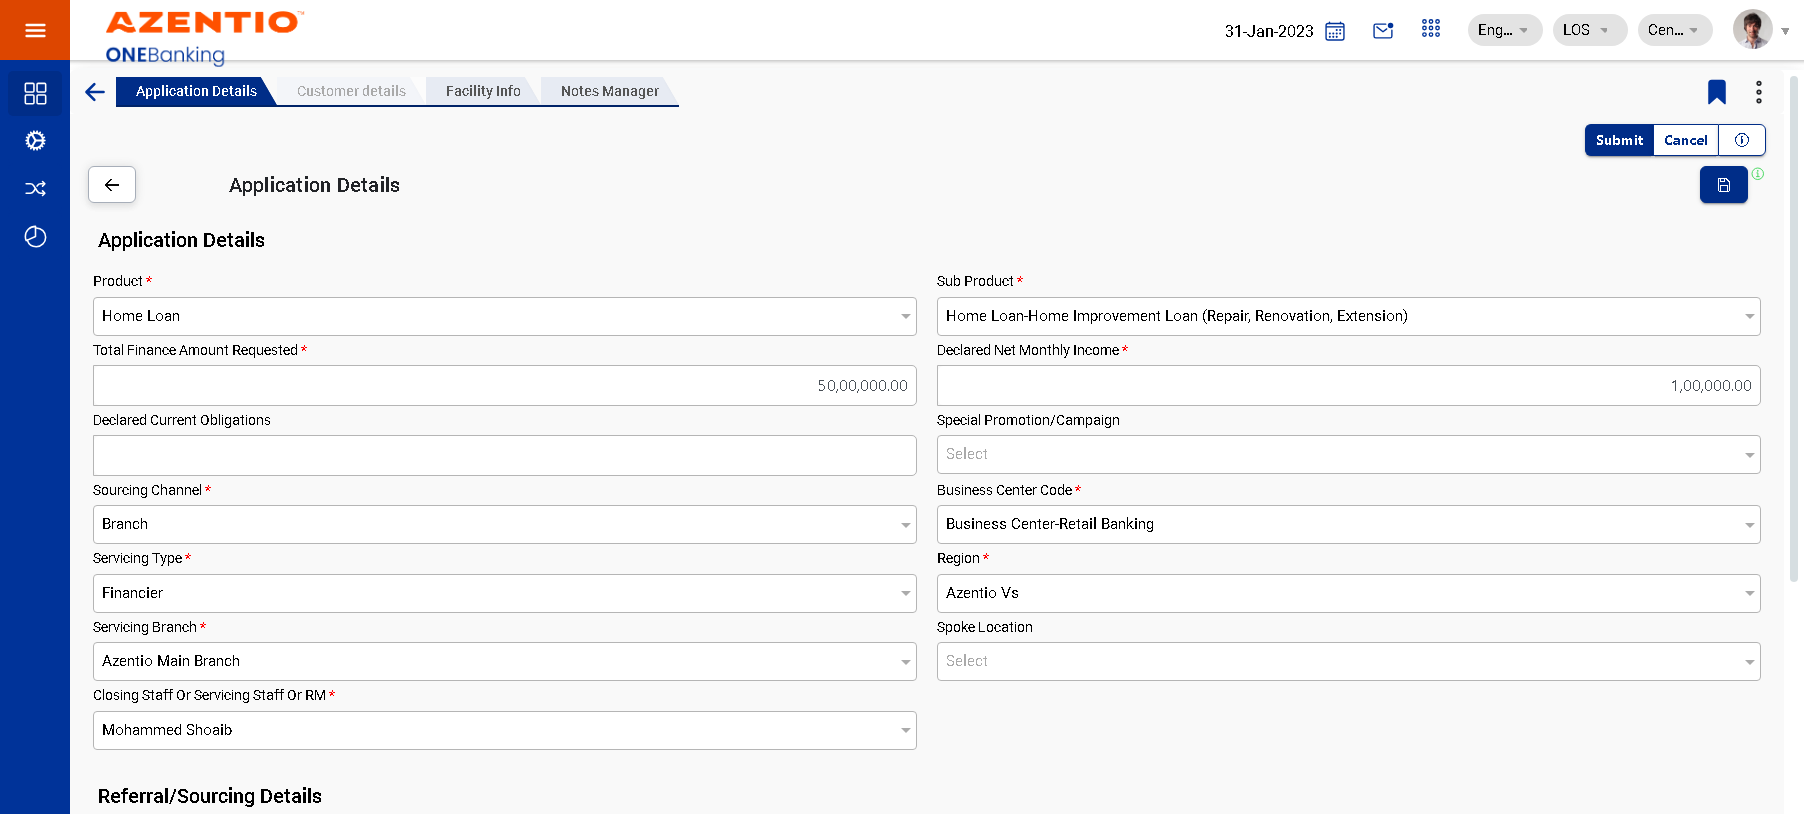 AZENTIO™
ONEBanking
31-Jan-2023 Eng... LOS Cen...
Application Details Customer details Facility Info Notes Manager
Submit Cancel
Application Details
Application Details
Product * Sub Product *
Home Loan Home Loan-Home Improvement Loan (Repair, Renovation, Extension)
Total Finance Amount Requested * Declared Net Monthly Income *
50,00,000.00 1,00,000.00
Declared Current Obligations Special Promotion/Campaign
Select
Sourcing Channel * Business Center Code *
Branch Business Center-Retail Banking
Servicing Type * Region *
Financier Azentio Vs
Servicing Branch * Spoke Location
Azentio Main Branch Select
Closing Staff Or Servicing Staff Or RM *
Mohammed Shoaib
Referral/Sourcing Details